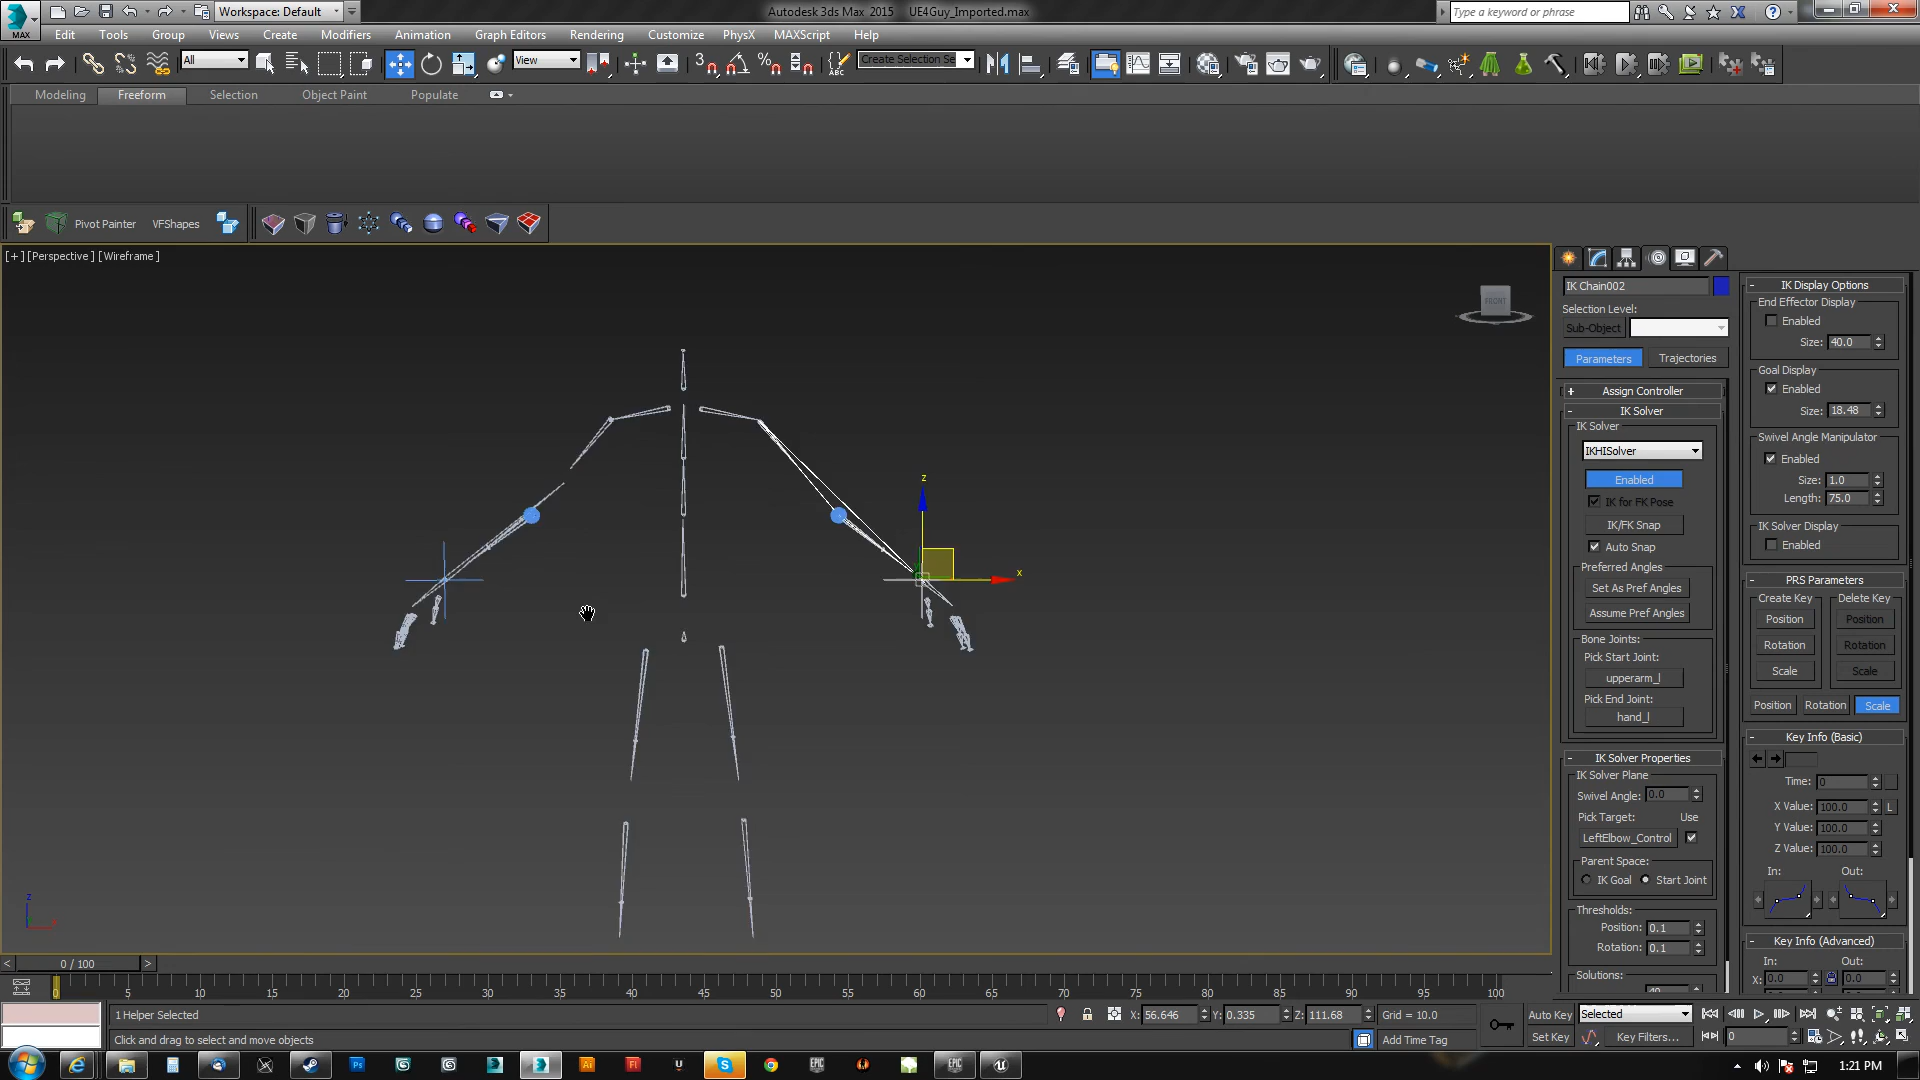 Workspace: Default
Autodesk 3ds Max 2015    UE4Guy_Imported.max
Type a keyword or phrase
MAX
Edit Tools Group Views Create Modifiers Animation Graph Editors Rendering Customize PhysX MAXScript Help
All
View
3
ABC
Create Selection Se
Modeling Freeform Selection Object Paint Populate
Pivot Painter VFShapes
[+] [Perspective ] [Wireframe ]
FRONT
z
x
z
IK Chain002
Selection Level:
Sub-Object
Parameters Trajectories
+ Assign Controller
- IK Solver
IK Solver
IKHISolver
Enabled
IK for FK Pose
IK/FK Snap
Auto Snap
Preferred Angles
Set As Pref Angles
Assume Pref Angles
Bone Joints:
Pick Start Joint:
upperarm_l
Pick End Joint:
hand_l
- IK Solver Properties
IK Solver Plane
Swivel Angle: 0.0
Pick Target: Use
LeftElbow_Control
Parent Space:
IK Goal Start Joint
Thresholds:
Position: 0.1
Rotation: 0.1
Solutions:
- IK Display Options
End Effector Display
Enabled
Size: 40.0
Goal Display
Enabled
Size: 18.48
Swivel Angle Manipulator
Enabled
Size: 1.0
Length: 75.0
IK Solver Display
Enabled
- PRS Parameters
Create Key Delete Key
Position Position
Rotation Rotation
Scale Scale
Position Rotation Scale
- Key Info (Basic)
Time: 0
X Value: 100.0 L
Y Value: 100.0
Z Value: 100.0
In: Out:
- Key Info (Advanced)
In: Out:
X: 0.0 0.0
< 0 / 100 >
0 5 10 15 20 25 30 35 40 45 50 55 60 65 70 75 80 85 90 95 100
1 Helper Selected
X: 56.646 Y: 0.335 Z: 111.68 Grid = 10.0
Auto Key Selected
Click and drag to select and move objects
Add Time Tag
Set Key Key Filters... 0
Ps Ai Fl EPIC EPIC
1:21 PM